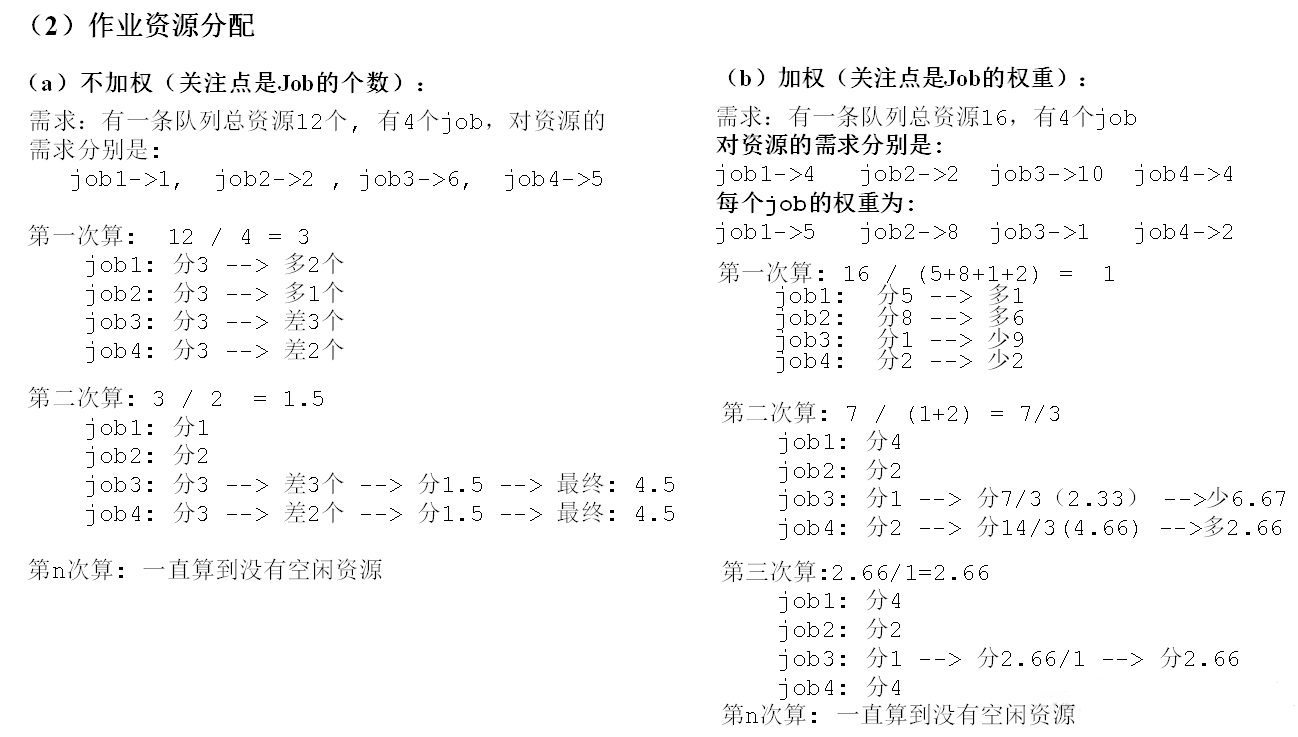 （2）作业资源分配
（a）不加权（关注点是Job的个数）：
需求：有一条队列总资源12个, 有4个job，对资源的
需求分别是:
job1->1, job2->2 , job3->6, job4->5
第一次算: 12 / 4 = 3
job1: 分3 --> 多2个
job2: 分3 --> 多1个
job3: 分3 --> 差3个
job4: 分3 --> 差2个
第二次算: 3 / 2 = 1.5
job1: 分1
job2: 分2
job3: 分3 --> 差3个 --> 分1.5 --> 最终: 4.5
job4: 分3 --> 差2个 --> 分1.5 --> 最终: 4.5
第n次算: 一直算到没有空闲资源
（b）加权（关注点是Job的权重）：
需求：有一条队列总资源16，有4个job
对资源的需求分别是:
job1->4 job2->2 job3->10 job4->4
每个job的权重为:
job1->5 job2->8 job3->1 job4->2
第一次算: 16 / (5+8+1+2) = 1
job1: 分5 --> 多1
job2: 分8 --> 多6
job3: 分1 --> 少9
job4: 分2 --> 少2
第二次算: 7 / (1+2) = 7/3
job1: 分4
job2: 分2
job3: 分1 --> 分7/3（2.33） -->少6.67
job4: 分2 --> 分14/3(4.66) -->多2.66
第三次算:2.66/1=2.66
job1: 分4
job2: 分2
job3: 分1 --> 分2.66/1 --> 分2.66
job4: 分4
第n次算: 一直算到没有空闲资源